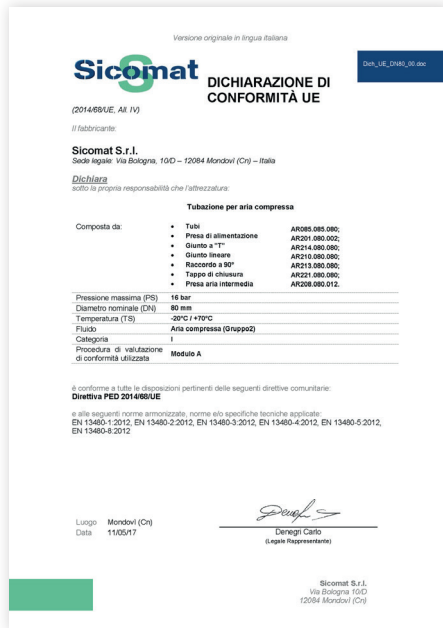 Versione originale in lingua italiana
Sicomat
Dich_UE_DN80_00.doc
DICHIARAZIONE DI
CONFORMITÀ UE
(2014/68/UE, All. IV)
Il fabbricante:
Sicomat S.r.l.
Sede legale: Via Bologna, 10/D – 12084 Mondovì (Cn) – Italia
Dichiara
sotto la propria responsabilità che l'attrezzatura:
Tubazione per aria compressa
Composta da:
• Tubi AR085.085.080;
• Presa di alimentazione AR201.080.002;
• Giunto a "T" AR214.080.080;
• Giunto lineare AR210.080.080;
• Raccordo a 90° AR213.080.080;
• Tappo di chiusura AR221.080.080;
• Presa aria intermedia AR208.080.012.
Pressione massima (PS) 16 bar
Diametro nominale (DN) 80 mm
Temperatura (TS) -20°C / +70°C
Fluido Aria compressa (Gruppo2)
Categoria I
Procedura di valutazione
di conformità utilizzata Modulo A
é conforme a tutte le disposizioni pertinenti delle seguenti direttive comunitarie:
Direttiva PED 2014/68/UE
e alle seguenti norme armonizzate, norme e/o specifiche tecniche applicate:
EN 13480-1:2012, EN 13480-2:2012, EN 13480-3:2012, EN 13480-4:2012, EN 13480-5:2012,
EN 13480-8:2012
Luogo Mondovì (Cn)
Data 11/05/17
Denegri Carlo
(Legale Rappresentante)
Sicomat S.r.l.
Via Bologna 10/D
12084 Mondovì (Cn)